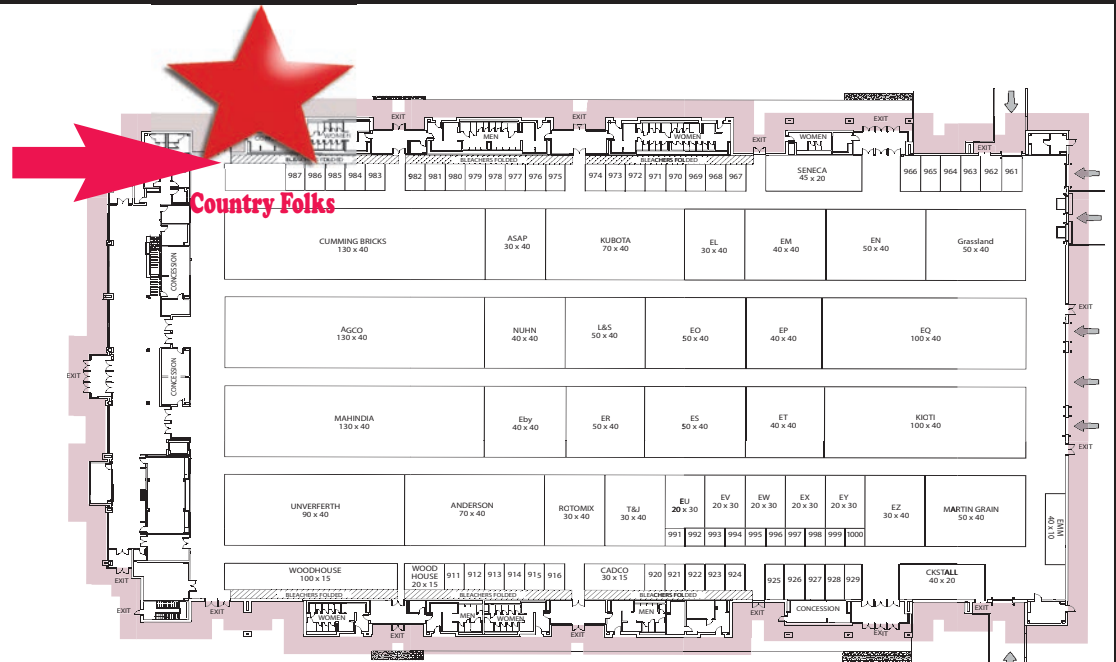 EXIT
EXIT
MEN
WOMEN
WOMEN
EXIT
WOMEN
EXIT
BLEACHERS FOLDED
BLEACHERS FOLDED
BLEACHERS FOLDED
987 986 985 984 983
982 981 980 979 978 977 976 975
974 973 972 971 970 969 968 967
SENECA
45 x 20
966 965 964 963 962 961
Country Folks
CUMMING BRICKS
130 x 40
ASAP
30 x 40
KUBOTA
70 x 40
EL
30 x 40
EM
40 x 40
EN
50 x 40
Grassland
50 x 40
CONCESSION
EXIT
AGCO
130 x 40
NUHN
40 x 40
L&S
50 x 40
EO
50 x 40
EP
40 x 40
EQ
100 x 40
CONCESSION
EXIT
MAHINDIA
130 x 40
Eby
40 x 40
ER
50 x 40
ES
50 x 40
ET
40 x 40
KIOTI
100 x 40
EXIT
UNVERFERTH
90 x 40
ANDERSON
70 x 40
ROTOMIX
30 x 40
T&J
30 x 40
EU
20 x 30
EV
20 x 30
EW
20 x 30
EX
20 x 30
EY
20 x 30
EZ
30 x 40
MARTIN GRAIN
50 x 40
EMM
40 x 10
991 992 993 994 995 996 997 998 999 1000
WOODHOUSE
100 x 15
WOOD
HOUSE
20 x 15
911 912 913 914 915 916
CADCO
30 x 15
920 921 922 923 924
925 926 927 928 929
CKSTALL
40 x 20
EXIT
BLEACHERS FOLDED
BLEACHERS FOLDED
BLEACHERS FOLDED
EXIT
EXIT
WOMEN
EXIT
MEN
WOMEN
EXIT
MEN
EXIT
CONCESSION
EXIT
EXIT